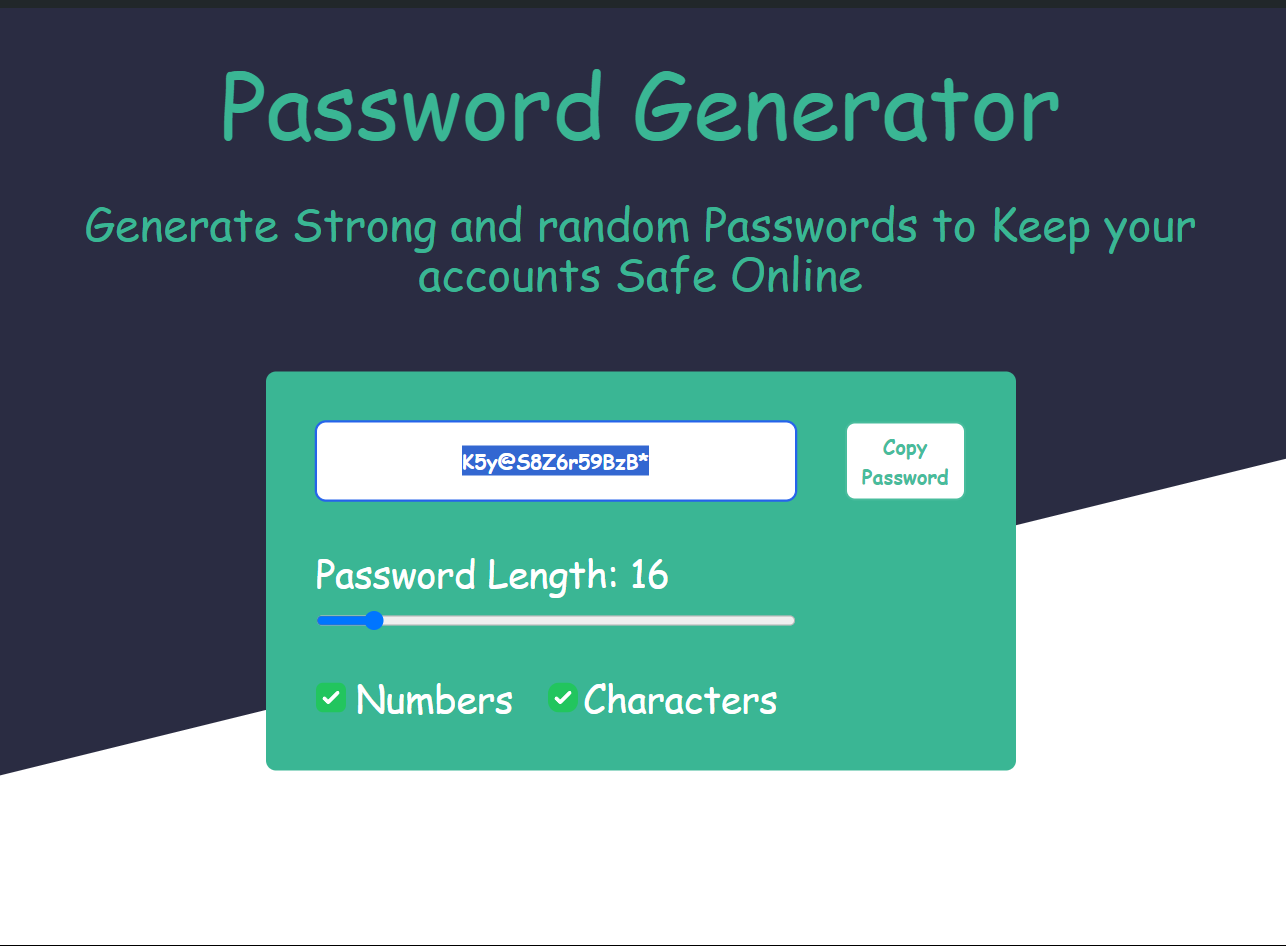 Password Generator
Generate Strong and random Passwords to Keep your
accounts Safe Online
K5y@S8Z6r59BzB*
Copy
Password
Password Length: 16
Numbers
Characters